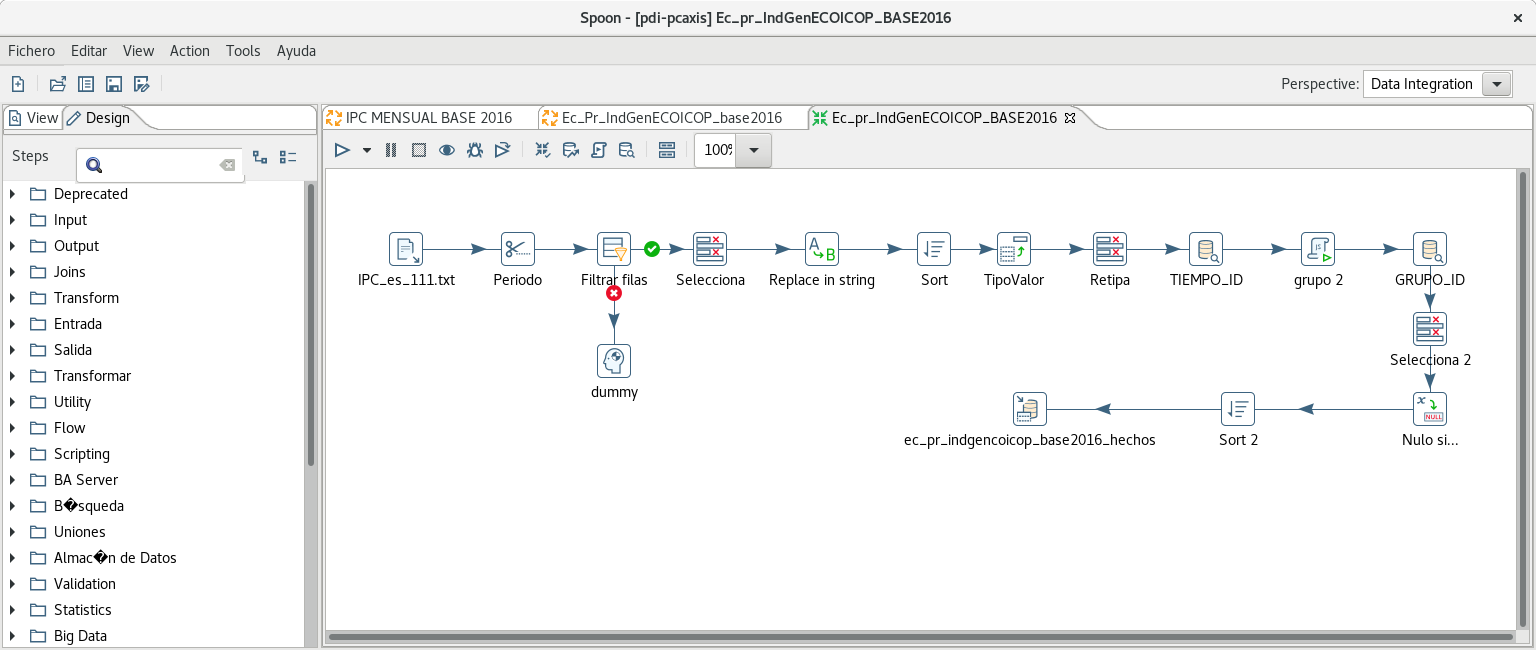 Spoon - [pdi-pcaxis] Ec_pr_IndGenECOICOP_BASE2016
Fichero Editar View Action Tools Ayuda
Perspective: Data Integration
View Design
IPC MENSUAL BASE 2016 Ec_Pr_IndGenECOICOP_base2016 Ec_pr_IndGenECOICOP_BASE2016
Steps
100%
Deprecated
Input
Output
Joins
Transform
Entrada
Salida
Transformar
Utility
Flow
Scripting
BA Server
B�squeda
Uniones
Almac�n de Datos
Validation
Statistics
Big Data
IPC_es_111.txt Periodo Filtrar filas Selecciona Replace in string Sort TipoValor Retipa TIEMPO_ID grupo 2 GRUPO_ID
Selecciona 2
dummy
ec_pr_indgencoicop_base2016_hechos Sort 2 Nulo si...